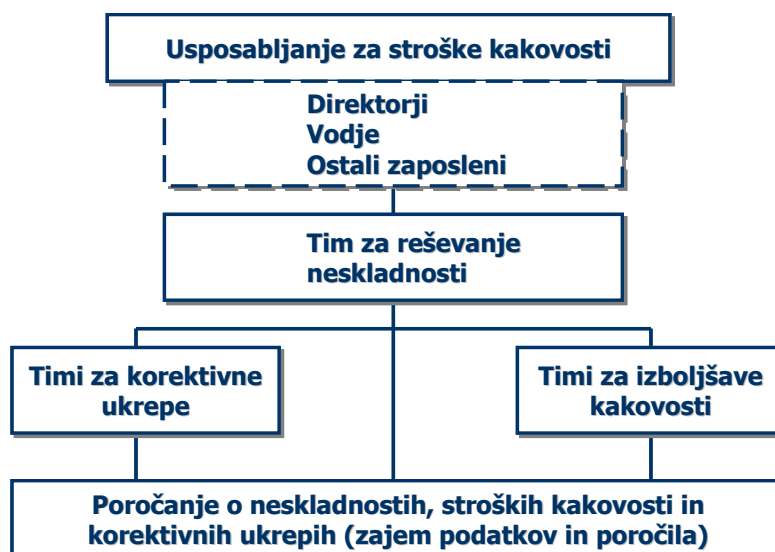 Usposabljanje za stroške kakovosti
Direktorji
Vodje
Ostali zaposleni
Tim za reševanje
neskladnosti
Timi za korektivne
ukrepe
Timi za izboljšave
kakovosti
Poročanje o neskladnostih, stroških kakovosti in
korektivnih ukrepih (zajem podatkov in poročila)